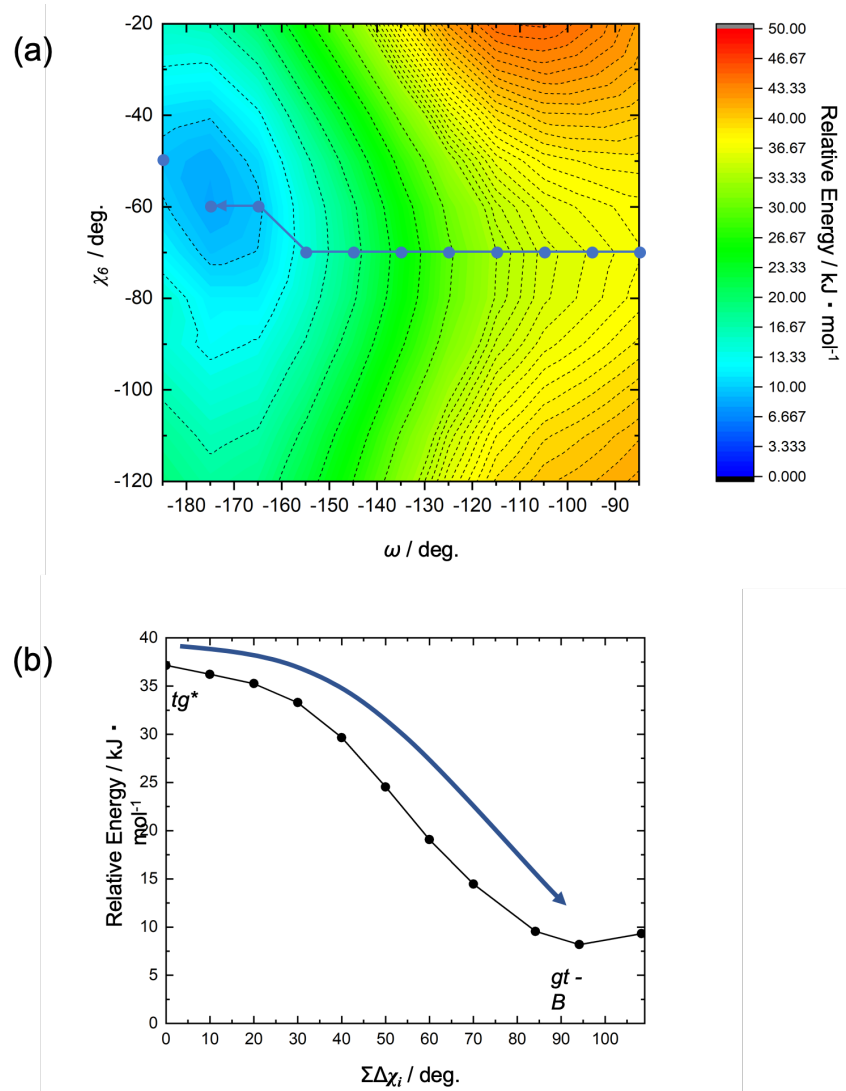 (a)
-20
-40
-60
-80
-100
-120
χ6 / deg.
-180 -170 -160 -150 -140 -130 -120 -110 -100 -90
ω / deg.
50.00
46.67
43.33
40.00
36.67
33.33
30.00
26.67
23.33
20.00
16.67
13.33
10.00
6.667
3.333
0.000
Relative Energy / kJ・mol-1
(b)
40
35
30
25
20
15
10
5
0
Relative Energy / kJ・
mol-1
tg*
gt -
B
0 10 20 30 40 50 60 70 80 90 100
ΣΔχi / deg.